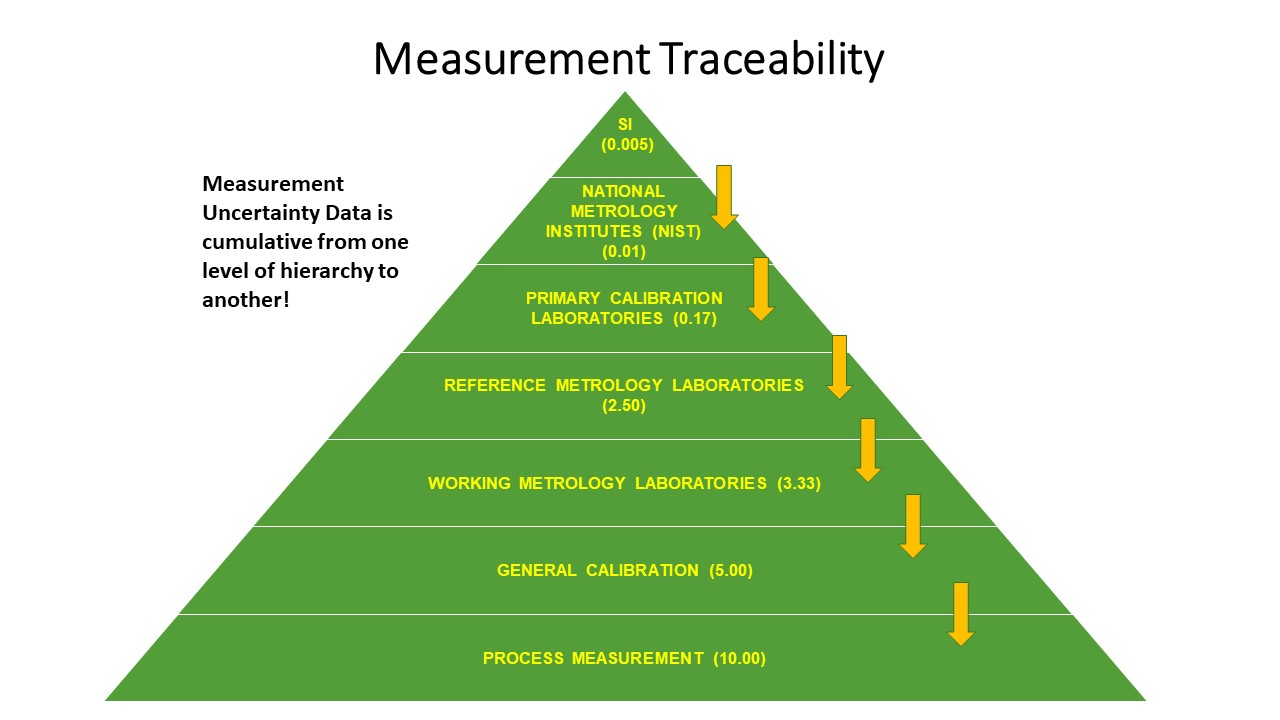 Measurement Traceability
SI
(0.005)
Measurement
Uncertainty Data is
cumulative from one
level of hierarchy to
another!
NATIONAL
METROLOGY
INSTITUTES (NIST)
(0.01)
PRIMARY CALIBRATION
LABORATORIES (0.17)
REFERENCE METROLOGY LABORATORIES
(2.50)
WORKING METROLOGY LABORATORIES (3.33)
GENERAL CALIBRATION (5.00)
PROCESS MEASUREMENT (10.00)